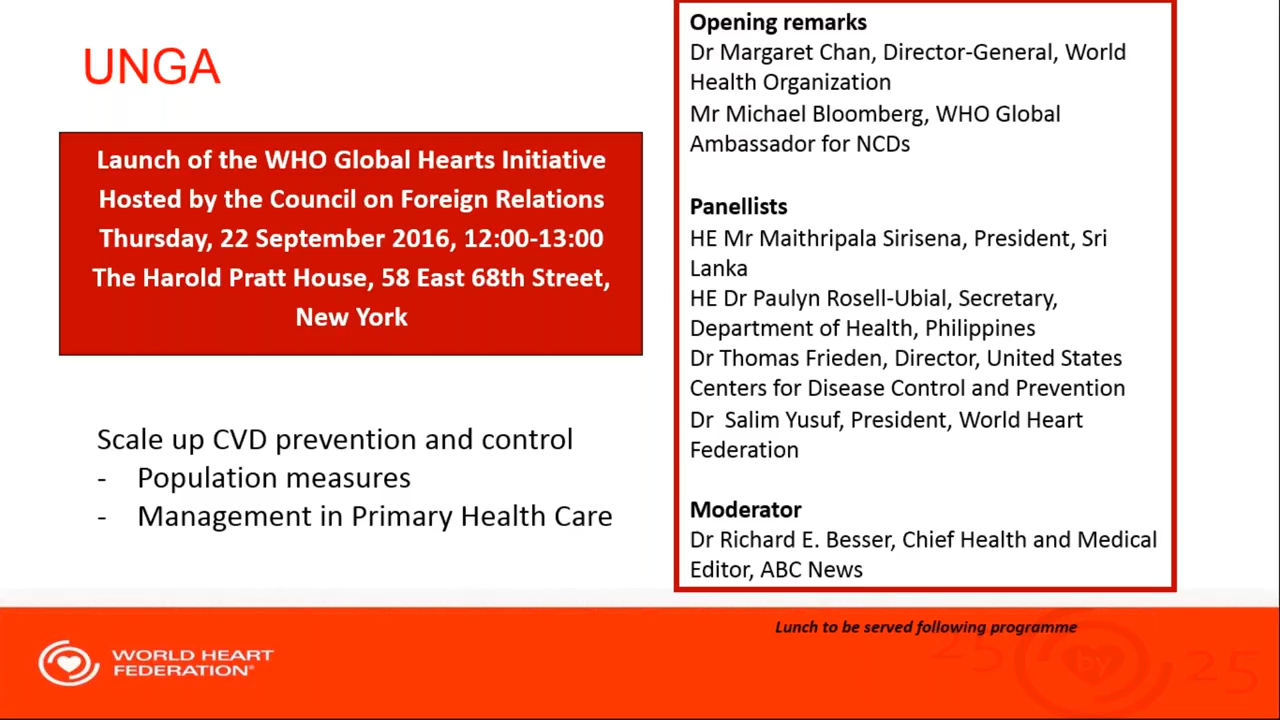 UNGA
Launch of the WHO Global Hearts Initiative
Hosted by the Council on Foreign Relations
Thursday, 22 September 2016, 12:00-13:00
The Harold Pratt House, 58 East 68th Street,
New York
Scale up CVD prevention and control
- Population measures
- Management in Primary Health Care
Opening remarks
Dr Margaret Chan, Director-General, World
Health Organization
Mr Michael Bloomberg, WHO Global
Ambassador for NCDs
Panellists
HE Mr Maithripala Sirisena, President, Sri
Lanka
HE Dr Paulyn Rosell-Ubial, Secretary,
Department of Health, Philippines
Dr Thomas Frieden, Director, United States
Centers for Disease Control and Prevention
Dr  Salim Yusuf, President, World Heart
Federation
Moderator
Dr Richard E. Besser, Chief Health and Medical
Editor, ABC News
Lunch to be served following programme
WORLD HEART
FEDERATION®
25 by 25